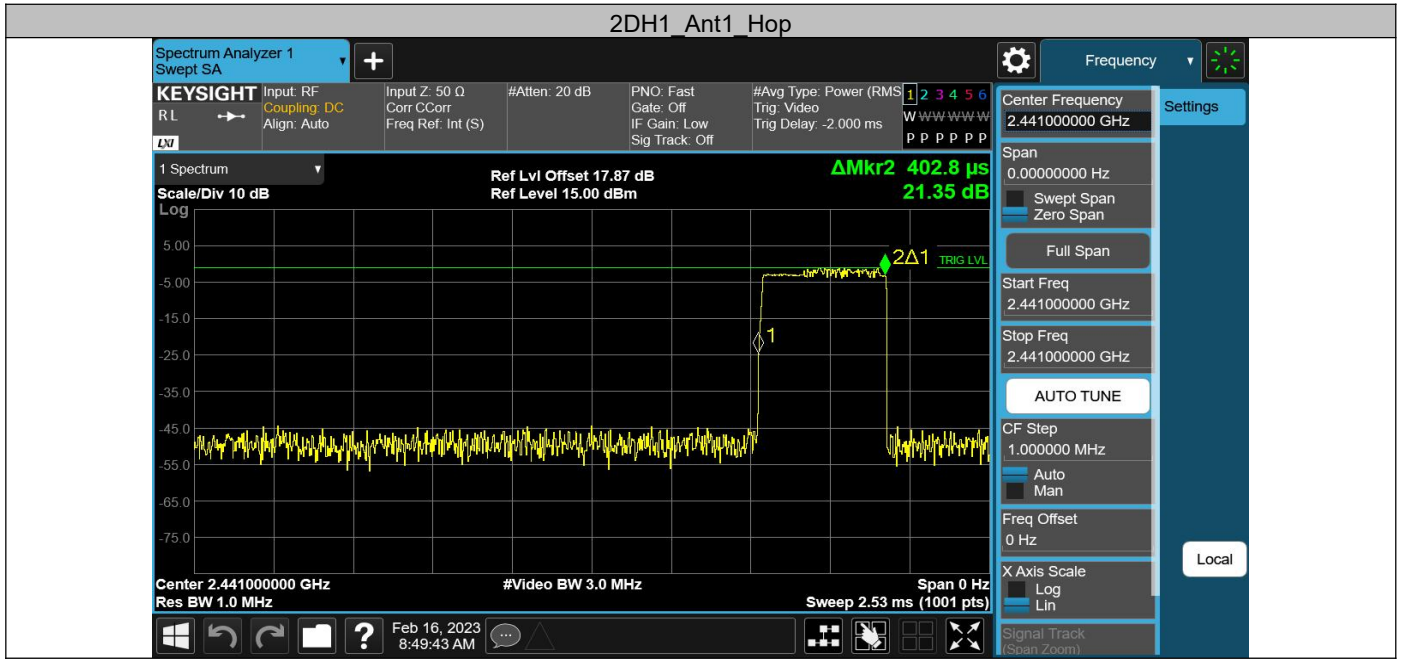 2DH1_Ant1_Hop
Spectrum Analyzer 1
Swept SA
Frequency
KEYSIGHT
RL
LXI
Input: RF
Coupling: DC
Align: Auto
Input Z: 50 Ω
Corr CCorr
Freq Ref: Int (S)
#Atten: 20 dB
PNO: Fast
Gate: Off
IF Gain: Low
Sig Track: Off
#Avg Type: Power (RMS
Trig: Video
Trig Delay: -2.000 ms
1 2 3 4 5 6
W W W W W W
P P P P P P
1 Spectrum
Scale/Div 10 dB
Log
Ref Lvl Offset 17.87 dB
Ref Level 15.00 dBm
ΔMkr2 402.8 µs
21.35 dB
5.00
-5.00
-15.0
-25.0
-35.0
-45.0
-55.0
-65.0
-75.0
2Δ1
TRIG LVL
1
Center 2.441000000 GHz
#Video BW 3.0 MHz
Span 0 Hz
Res BW 1.0 MHz
Sweep 2.53 ms (1001 pts)
Center Frequency
2.441000000 GHz
Settings
Span
0.00000000 Hz
Swept Span
Zero Span
Full Span
Start Freq
2.441000000 GHz
Stop Freq
2.441000000 GHz
AUTO TUNE
CF Step
1.000000 MHz
Auto
Man
Freq Offset
0 Hz
X Axis Scale
Log
Lin
Local
Signal Track
(Span Zoom)
?
Feb 16, 2023
8:49:43 AM